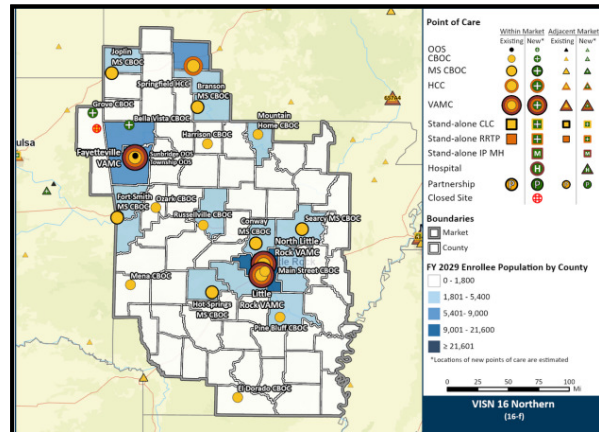 Joplin
MS CBOC
Springfield HCC
Branson
MS CBOC
Grove CBOC
Bella Vista CBOC
Mountain
Home CBOC
Harrison CBOC
ulsa
Fayetteville
VAMC
Sunbridge OOS
Township OOS
Fort Smith
MS CBOC
Ozark CBOC
Russellville CBOC
Searcy MS CBOC
Conway
MS CBOC
North Little
Rock VAMC
Main Street CBOC
Mena CBOC
Hot Springs
MS CBOC
Little
Rock VAMC
Pine Bluff CBOC
El Dorado CBOC
Point of Care
Within Market
Adjacent Market
Existing
New*
Existing
New*
OOS
CBOC
MS CBOC
HCC
VAMC
Stand-alone CLC
Stand-alone RRTP
Stand-alone IP MH
M
M
Hospital
H
H
Partnership
P
P
P
P
Closed Site
Boundaries
Market
County
FY 2029 Enrollee Population by County
0 - 1,800
1,801 - 5,400
5,401 - 9,000
9,001 - 21,600
≥ 21,601
*Locations of new points of care are estimated
0 25 50 75 100
Mi
VISN 16 Northern
(16-f)